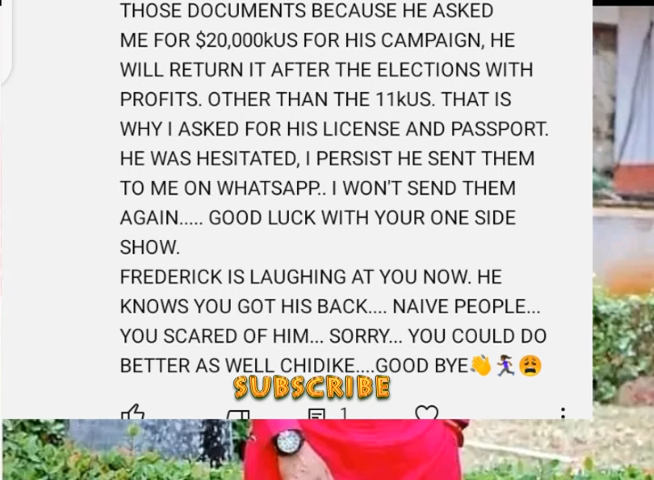 THOSE DOCUMENTS BECAUSE HE ASKED
ME FOR $20,000kUS FOR HIS CAMPAIGN, HE
WILL RETURN IT AFTER THE ELECTIONS WITH
PROFITS. OTHER THAN THE 11kUS. THAT IS
WHY I ASKED FOR HIS LICENSE AND PASSPORT.
HE WAS HESITATED, I PERSIST HE SENT THEM
TO ME ON WHATSAPP.. I WON'T SEND THEM
AGAIN..... GOOD LUCK WITH YOUR ONE SIDE
SHOW.
FREDERICK IS LAUGHING AT YOU NOW. HE
KNOWS YOU GOT HIS BACK.... NAIVE PEOPLE...
YOU SCARED OF HIM... SORRY... YOU COULD DO
BETTER AS WELL CHIDIKE....GOOD BYE👋🏃‍♀️😩
SUBSCRIBE
1